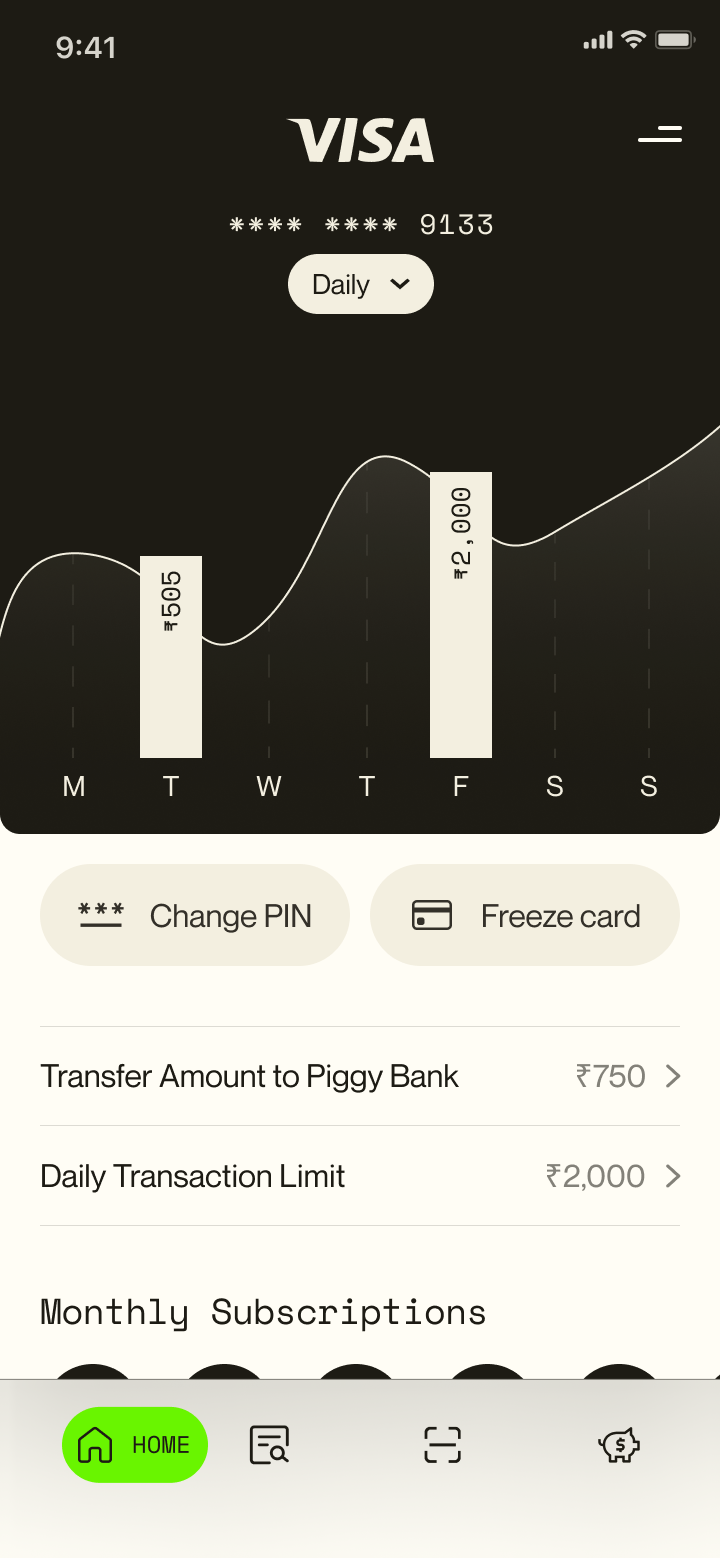 9:41
VISA
**** **** 9133
Daily
₹505
₹2,000
M T W T F S S
*** Change PIN
Freeze card
Transfer Amount to Piggy Bank ₹750
Daily Transaction Limit ₹2,000
Monthly Subscriptions
HOME
$